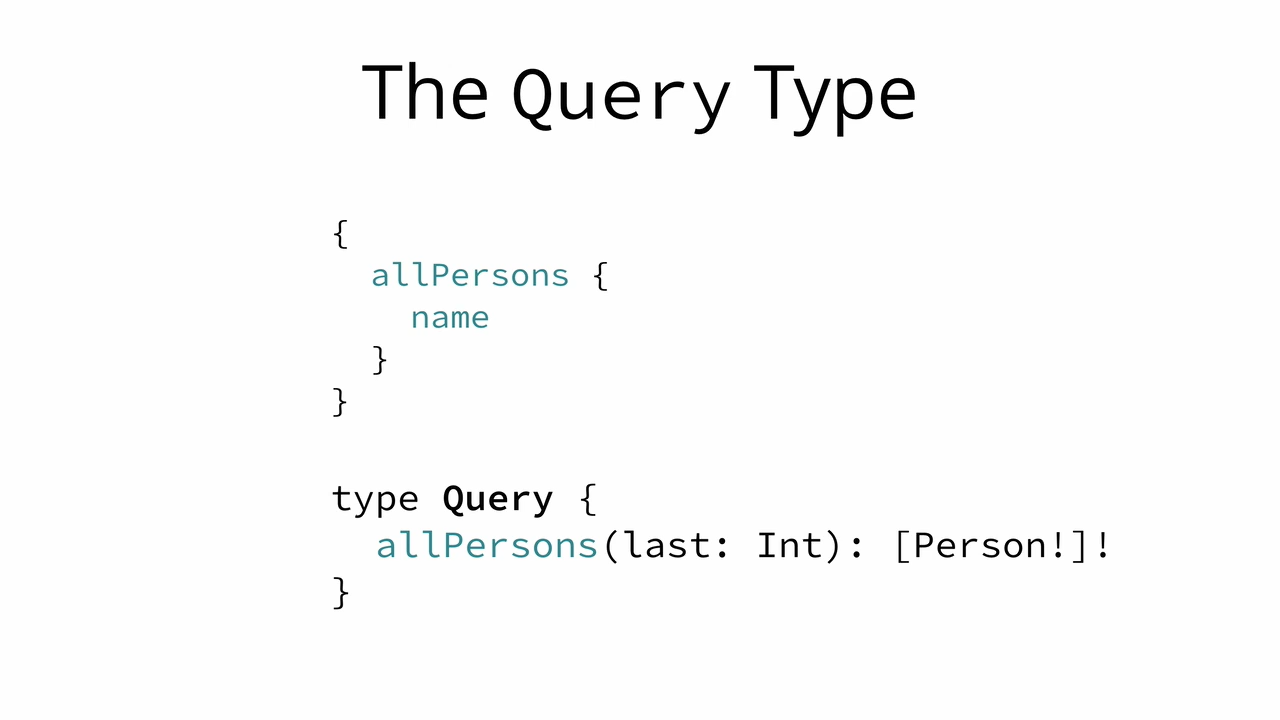 The Query Type
{
  allPersons {
    name
  }
}
type Query {
  allPersons(last: Int): [Person!]!
}